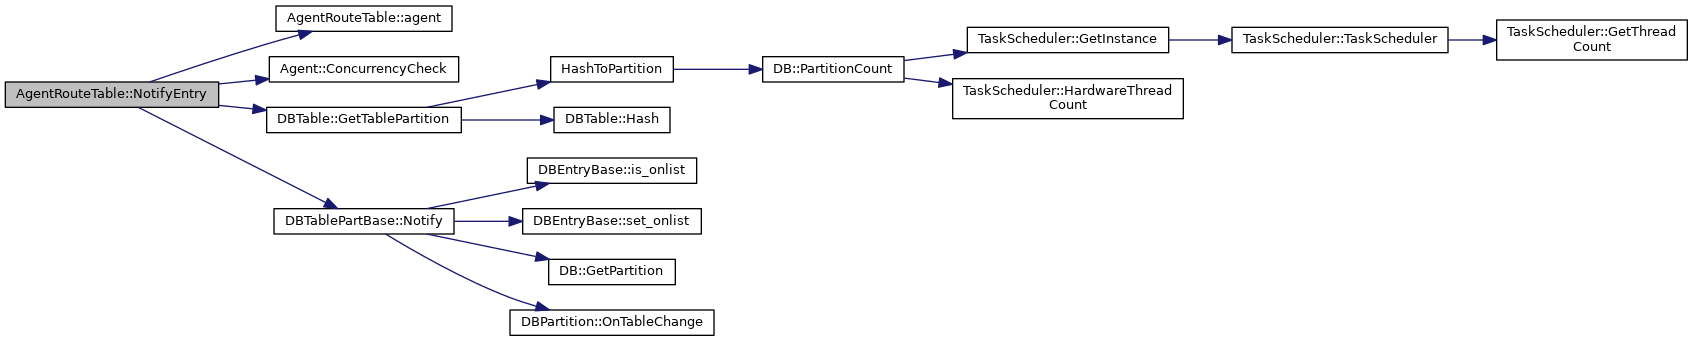 AgentRouteTable::NotifyEntry
AgentRouteTable::agent
Agent::ConcurrencyCheck
DBTable::GetTablePartition
DBTablePartBase::Notify
HashToPartition
DBTable::Hash
DBEntryBase::is_onlist
DBEntryBase::set_onlist
DB::GetPartition
DBPartition::OnTableChange
DB::PartitionCount
TaskScheduler::GetInstance
TaskScheduler::HardwareThread
Count
TaskScheduler::TaskScheduler
TaskScheduler::GetThread
Count